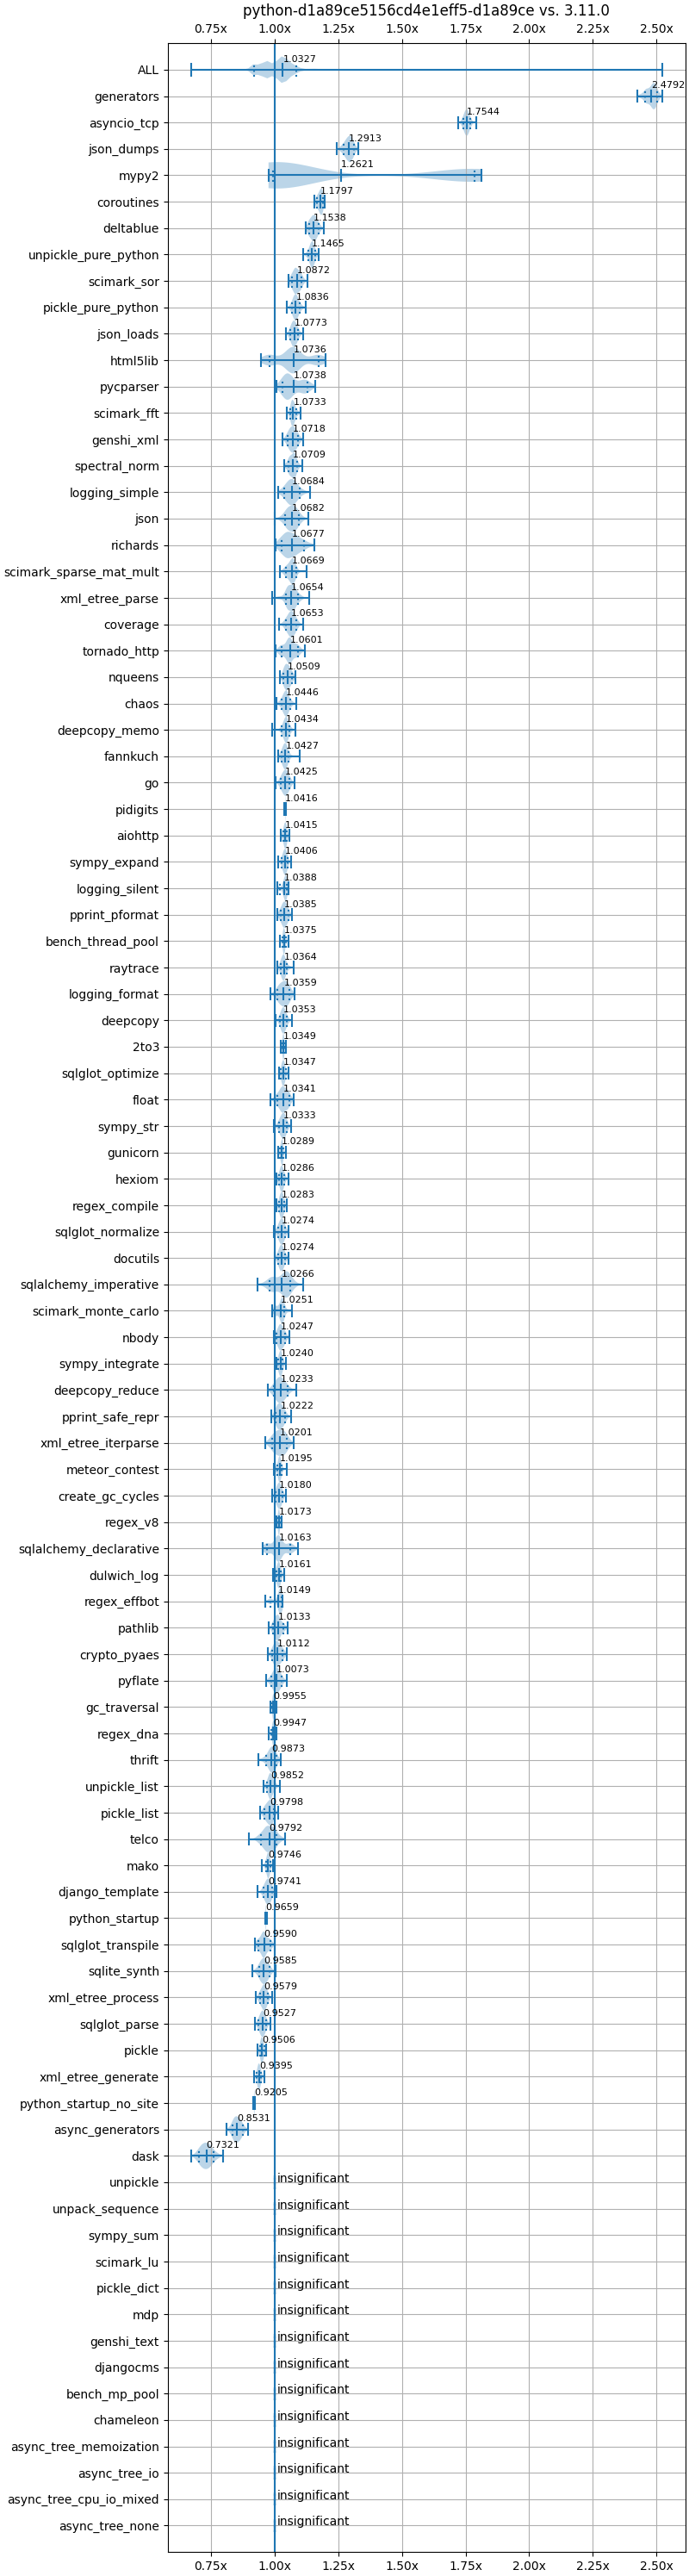 python-d1a89ce5156cd4e1eff5-d1a89ce vs. 3.11.0
0.75x 1.00x 1.25x 1.50x 1.75x 2.00x 2.25x 2.50x
ALL 1.0327
generators 2.4792
asyncio_tcp 1.7544
json_dumps 1.2913
mypy2 1.2621
coroutines 1.1797
deltablue 1.1538
unpickle_pure_python 1.1465
scimark_sor 1.0872
pickle_pure_python 1.0836
json_loads 1.0773
html5lib 1.0736
pycparser 1.0738
scimark_fft 1.0733
genshi_xml 1.0718
spectral_norm 1.0709
logging_simple 1.0684
json 1.0682
richards 1.0677
scimark_sparse_mat_mult 1.0669
xml_etree_parse 1.0654
coverage 1.0653
tornado_http 1.0601
nqueens 1.0509
chaos 1.0446
deepcopy_memo 1.0434
fannkuch 1.0427
go 1.0425
pidigits 1.0416
aiohttp 1.0415
sympy_expand 1.0406
logging_silent 1.0388
pprint_pformat 1.0385
bench_thread_pool 1.0375
raytrace 1.0364
logging_format 1.0359
deepcopy 1.0353
2to3 1.0349
sqlglot_optimize 1.0347
float 1.0341
sympy_str 1.0333
gunicorn 1.0289
hexiom 1.0286
regex_compile 1.0283
sqlglot_normalize 1.0274
docutils 1.0274
sqlalchemy_imperative 1.0266
scimark_monte_carlo 1.0251
nbody 1.0247
sympy_integrate 1.0240
deepcopy_reduce 1.0233
pprint_safe_repr 1.0222
xml_etree_iterparse 1.0201
meteor_contest 1.0195
create_gc_cycles 1.0180
regex_v8 1.0173
sqlalchemy_declarative 1.0163
dulwich_log 1.0161
regex_effbot 1.0149
pathlib 1.0133
crypto_pyaes 1.0112
pyflate 1.0073
gc_traversal 0.9955
regex_dna 0.9947
thrift 0.9873
unpickle_list 0.9852
pickle_list 0.9798
telco 0.9792
mako 0.9746
django_template 0.9741
python_startup 0.9659
sqlglot_transpile 0.9590
sqlite_synth 0.9585
xml_etree_process 0.9579
sqlglot_parse 0.9527
pickle 0.9506
xml_etree_generate 0.9395
python_startup_no_site 0.9205
async_generators 0.8531
dask 0.7321
unpickle insignificant
unpack_sequence insignificant
sympy_sum insignificant
scimark_lu insignificant
pickle_dict insignificant
mdp insignificant
genshi_text insignificant
djangocms insignificant
bench_mp_pool insignificant
chameleon insignificant
async_tree_memoization insignificant
async_tree_io insignificant
async_tree_cpu_io_mixed insignificant
async_tree_none insignificant
0.75x 1.00x 1.25x 1.50x 1.75x 2.00x 2.25x 2.50x